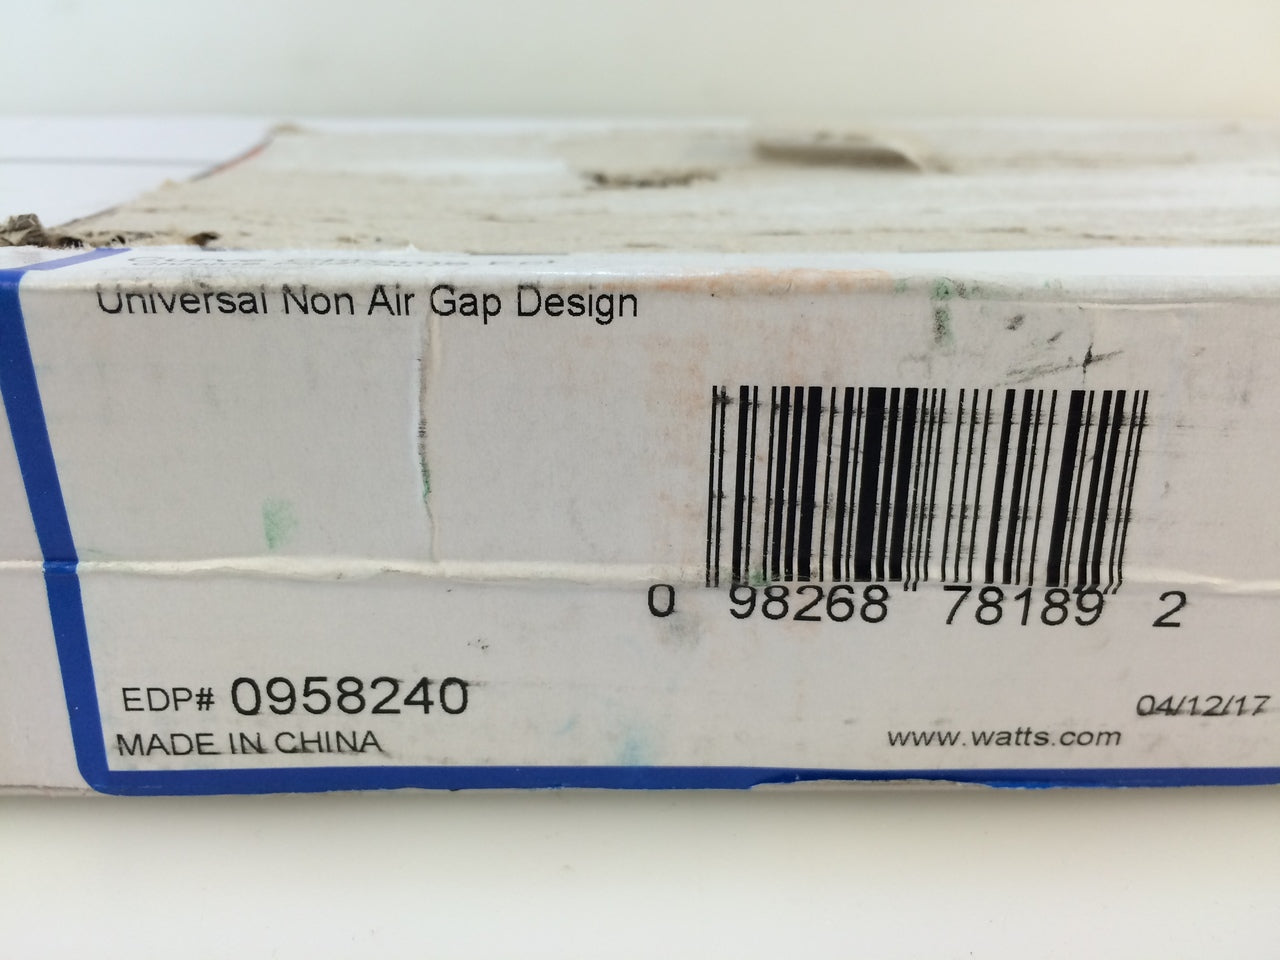 Universal Non Air Gap Design
0 98268 78189 2
EDP# 0958240
04/12/17
MADE IN CHINA
www.watts.com